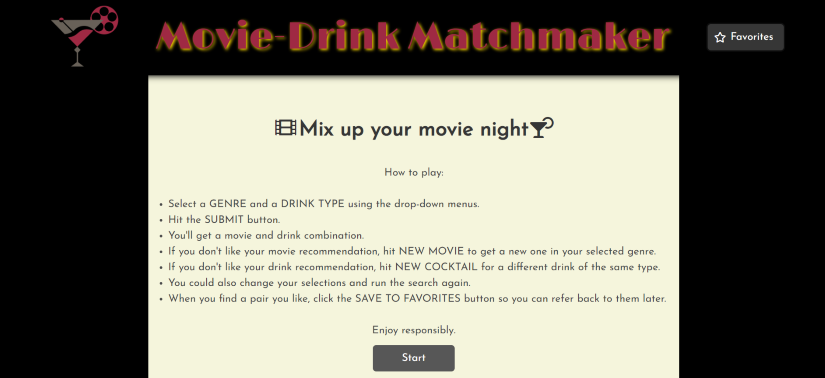 Movie-Drink Matchmaker
Favorites
Mix up your movie night
How to play:
• Select a GENRE and a DRINK TYPE using the drop-down menus.
• Hit the SUBMIT button.
• You'll get a movie and drink combination.
• If you don't like your movie recommendation, hit NEW MOVIE to get a new one in your selected genre.
• If you don't like your drink recommendation, hit NEW COCKTAIL for a different drink of the same type.
• You could also change your selections and run the search again.
• When you find a pair you like, click the SAVE TO FAVORITES button so you can refer back to them later.
Enjoy responsibly.
Start